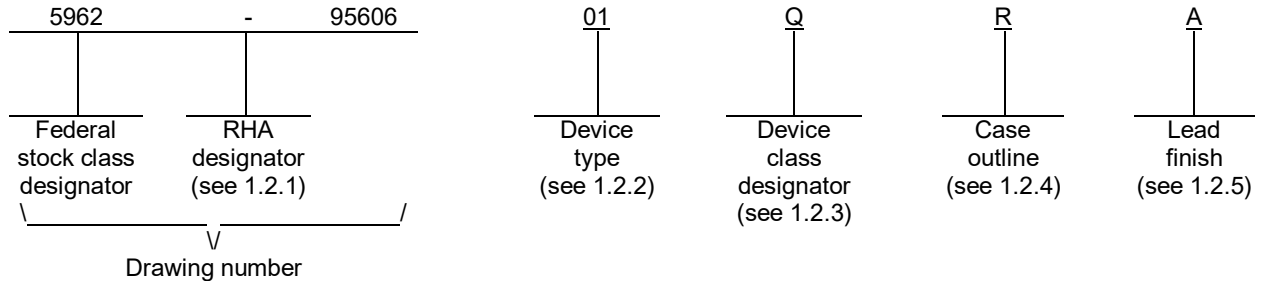 5962 - 95606 01 Q R A
Federal RHA Device Device Case Lead
stock class designator type class outline finish
designator (see 1.2.1) (see 1.2.2) designator (see 1.2.4) (see 1.2.5)
(see 1.2.3)
Drawing number